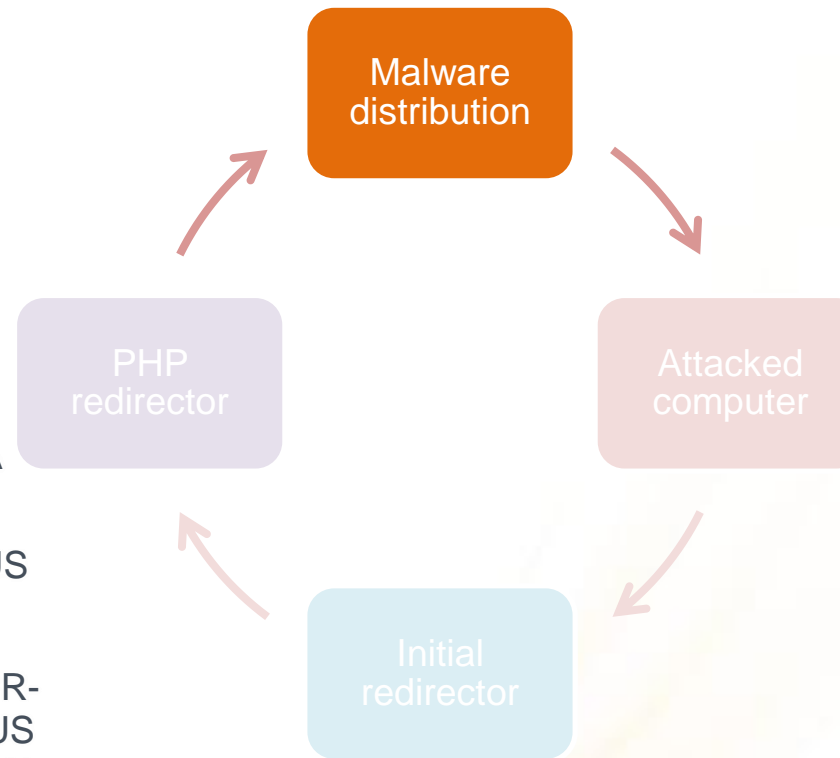 Malware
distribution
PHP
redirector
Attacked
computer
Initial
redirector
R-